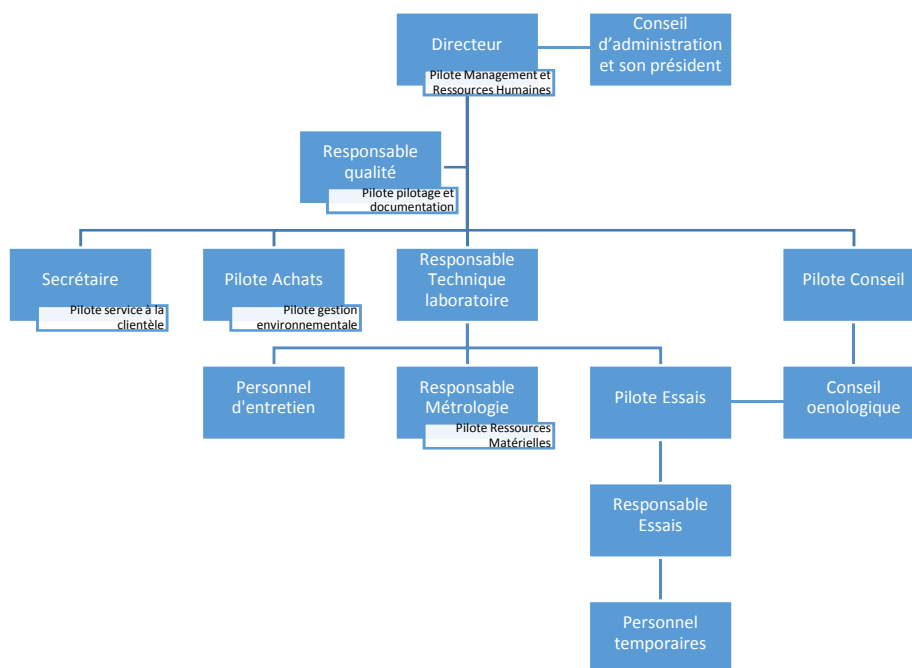 Directeur
Pilote Management et
Ressources Humaines
Conseil
d’administration
et son président
Responsable
qualité
Pilote pilotage et
documentation
Secrétaire
Pilote service à la
clientèle
Pilote Achats
Pilote gestion
environnementale
Responsable
Technique
laboratoire
Pilote Conseil
Personnel
d'entretien
Responsable
Métrologie
Pilote Ressources
Matérielles
Pilote Essais
Conseil
oenologique
Responsable
Essais
Personnel
temporaires